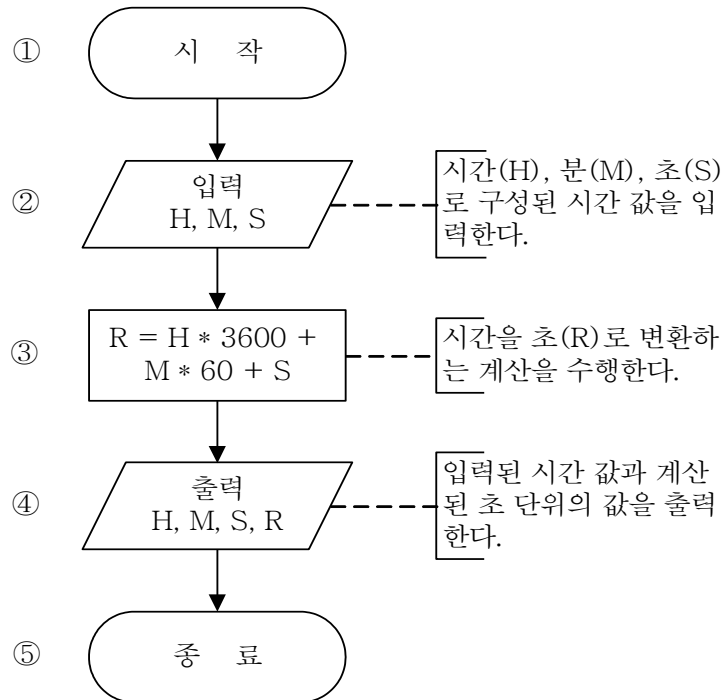 ①
시 작
②
입력
H, M, S
시간(H), 분(M), 초(S)
로 구성된 시간 값을 입
력한다.
③
R = H * 3600 +
M * 60 + S
시간을 초(R)로 변환하
는 계산을 수행한다.
④
출력
H, M, S, R
입력된 시간 값과 계산
된 초 단위의 값을 출력
한다.
⑤
종 료